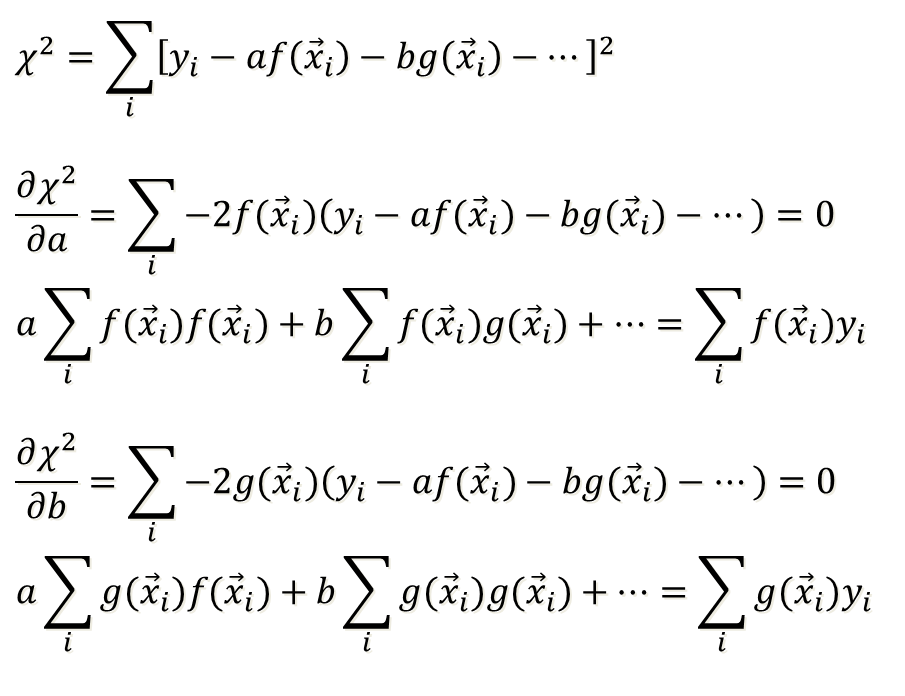 χ² = ∑ᵢ [yᵢ − af(x⃗ᵢ) − bg(x⃗ᵢ) − ⋯ ]²
∂χ²/∂a = ∑ᵢ −2f(x⃗ᵢ)(yᵢ − af(x⃗ᵢ) − bg(x⃗ᵢ) − ⋯ ) = 0
a ∑ᵢ f(x⃗ᵢ)f(x⃗ᵢ) + b ∑ᵢ f(x⃗ᵢ)g(x⃗ᵢ) + ⋯ = ∑ᵢ f(x⃗ᵢ)yᵢ
∂χ²/∂b = ∑ᵢ −2g(x⃗ᵢ)(yᵢ − af(x⃗ᵢ) − bg(x⃗ᵢ) − ⋯ ) = 0
a ∑ᵢ g(x⃗ᵢ)f(x⃗ᵢ) + b ∑ᵢ g(x⃗ᵢ)g(x⃗ᵢ) + ⋯ = ∑ᵢ g(x⃗ᵢ)yᵢ